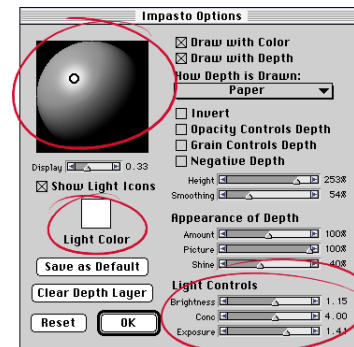 Impasto Options
Draw with Color
Draw with Depth
How Depth is Drawn:
Paper
Invert
Opacity Controls Depth
Grain Controls Depth
Negative Depth
Display 0.33
Height 253%
Smoothing 54%
Show Light Icons
Light Color
Appearance of Depth
Amount 100%
Picture 100%
Shine 40%
Save as Default
Clear Depth Layer
Reset
OK
Light Controls
Brightness 1.15
Conc 4.00
Exposure 1.41